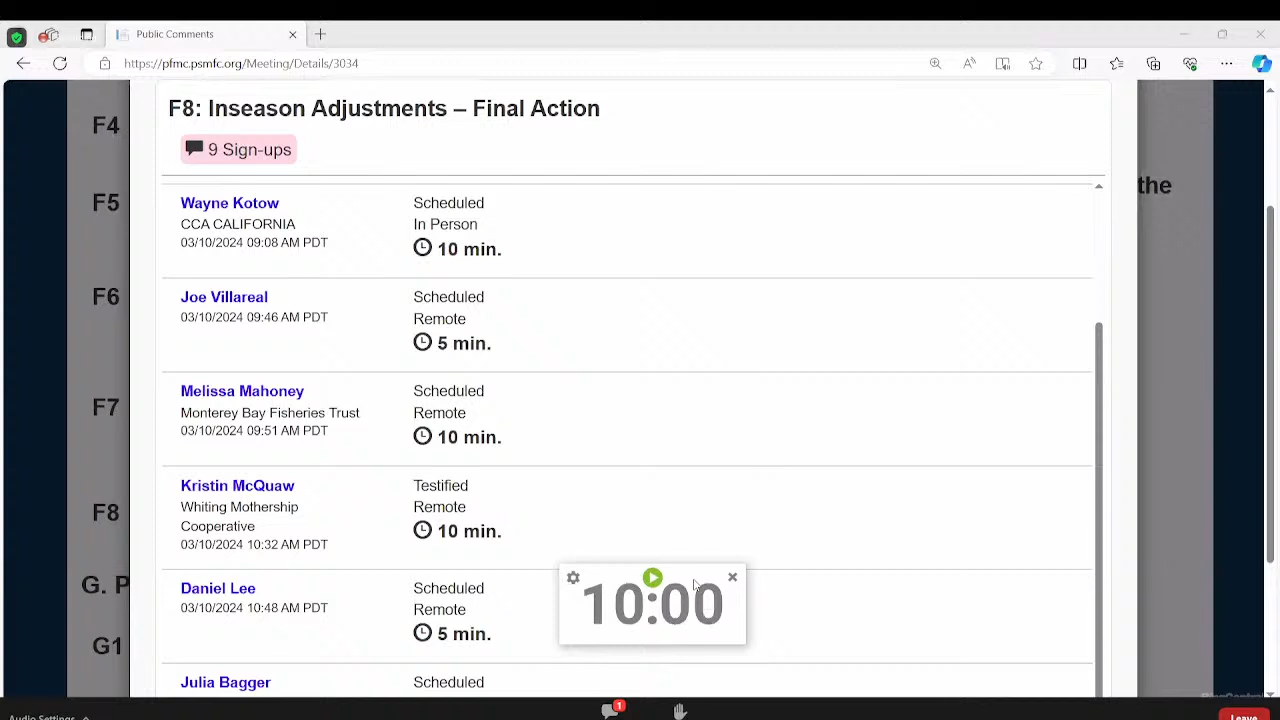 Public Comments
https://pfmc.psmfc.org/Meeting/Details/3034
F8: Inseason Adjustments – Final Action
9 Sign-ups
F4
F5
F6
F7
F8
G. P
G1
the
Wayne Kotow
CCA CALIFORNIA
03/10/2024 09:08 AM PDT
Scheduled
In Person
10 min.
Joe Villareal
03/10/2024 09:46 AM PDT
Scheduled
Remote
5 min.
Melissa Mahoney
Monterey Bay Fisheries Trust
03/10/2024 09:51 AM PDT
Scheduled
Remote
10 min.
Kristin McQuaw
Whiting Mothership
Cooperative
03/10/2024 10:32 AM PDT
Testified
Remote
10 min.
Daniel Lee
03/10/2024 10:48 AM PDT
Scheduled
Remote
5 min.
10:00
Julia Bagger
Scheduled
Audio Settings
1
Leave